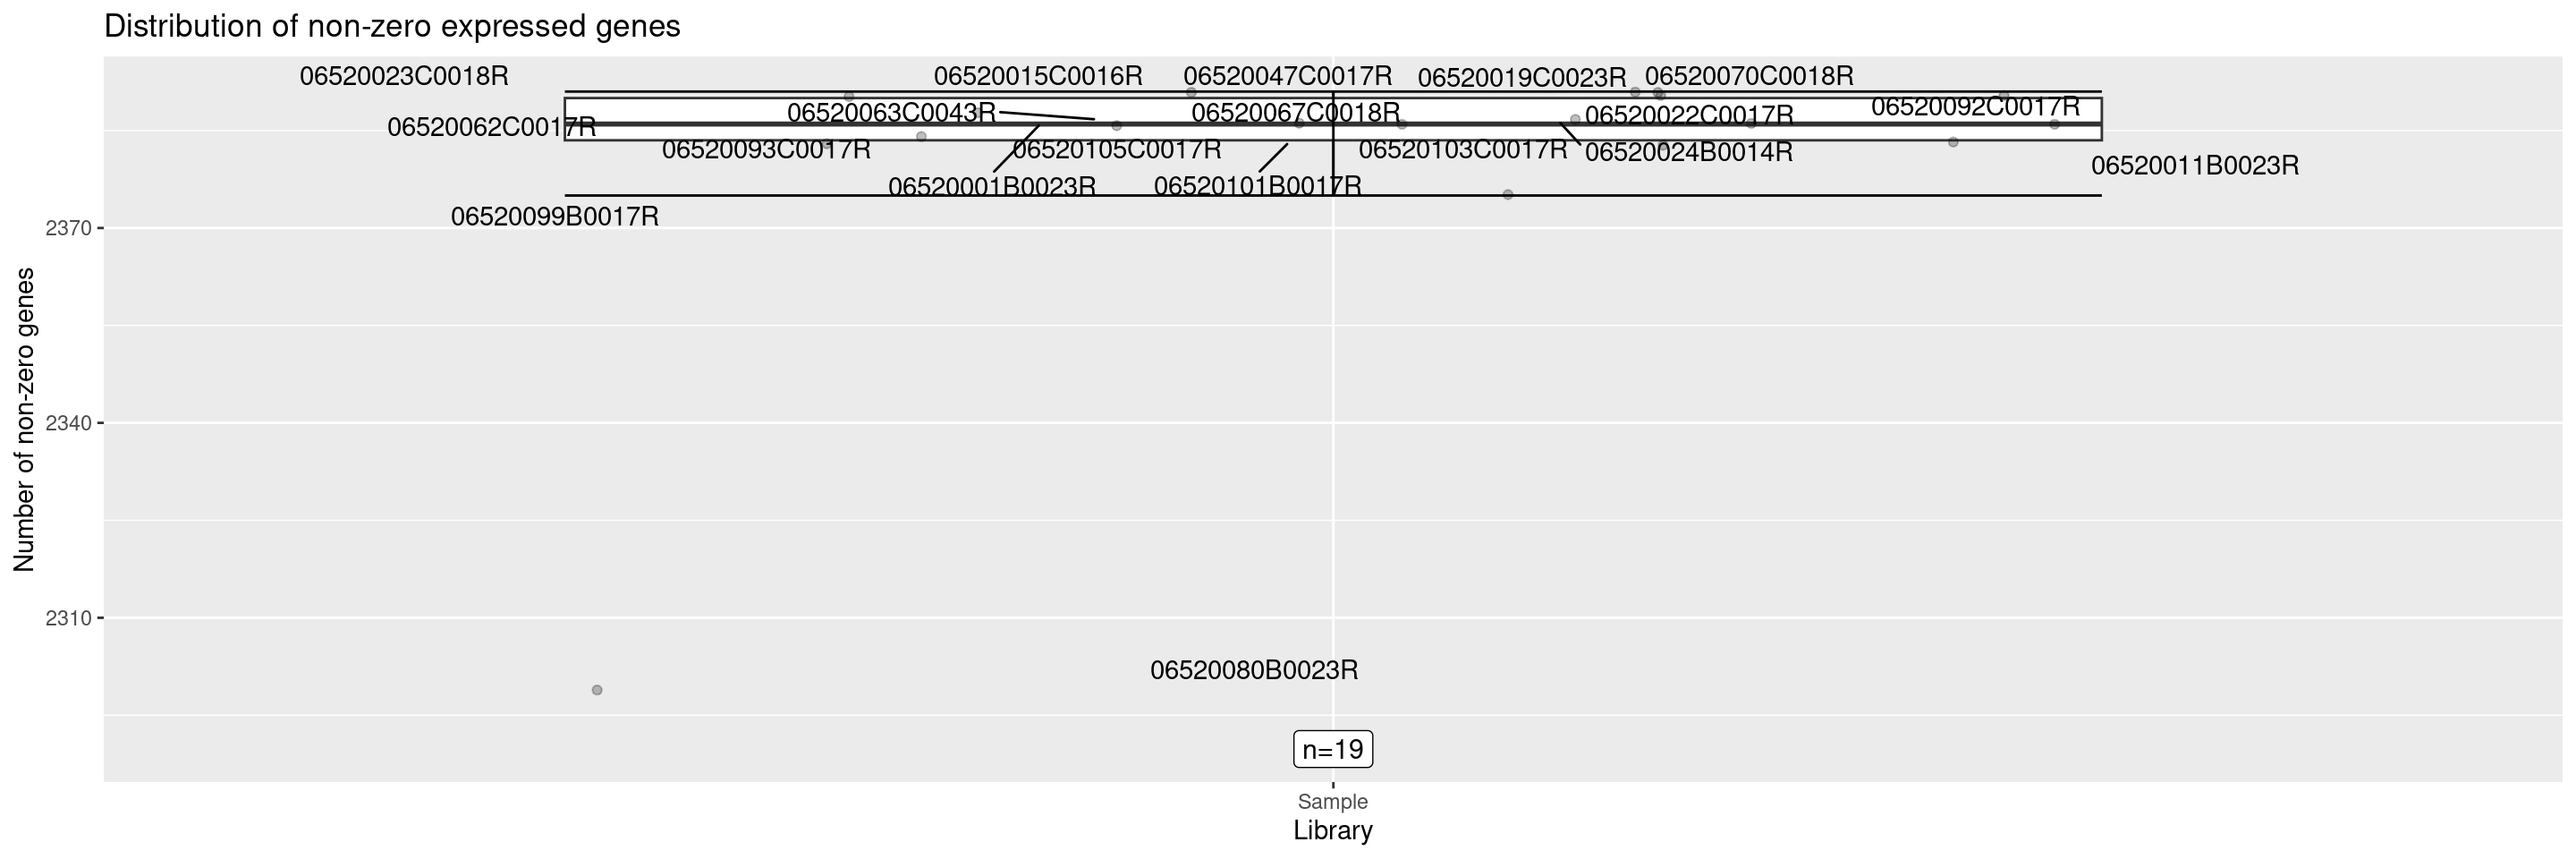 Distribution of non-zero expressed genes
06520023C0018R
06520015C0016R
06520047C0017R
06520019C0023R
06520070C0018R
06520063C0043R
06520067C0018R
06520022C0017R
06520092C0017R
06520062C0017R
06520093C0017R
06520105C0017R
06520103C0017R
06520024B0014R
06520011B0023R
06520001B0023R
06520101B0017R
06520099B0017R
2370
2340
2310
Number of non-zero genes
06520080B0023R
n=19
Sample
Library